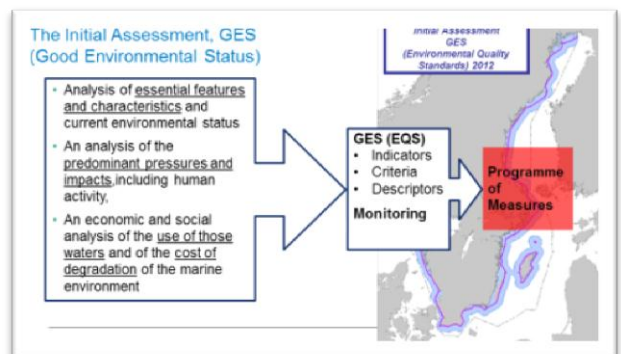 The Initial Assessment, GES
(Good Environmental Status)
Initial Assessment
GES
(Environmental Quality
Standards) 2012
• Analysis of essential features
and characteristics and
current environmental status
• An analysis of the
predominant pressures and
impacts,including human
activity,
• An economic and social
analysis of the use of those
waters and of the cost of
degradation of the marine
environment
GES (EQS)
• Indicators
• Criteria
• Descriptors
Monitoring
Programme
of
Measures